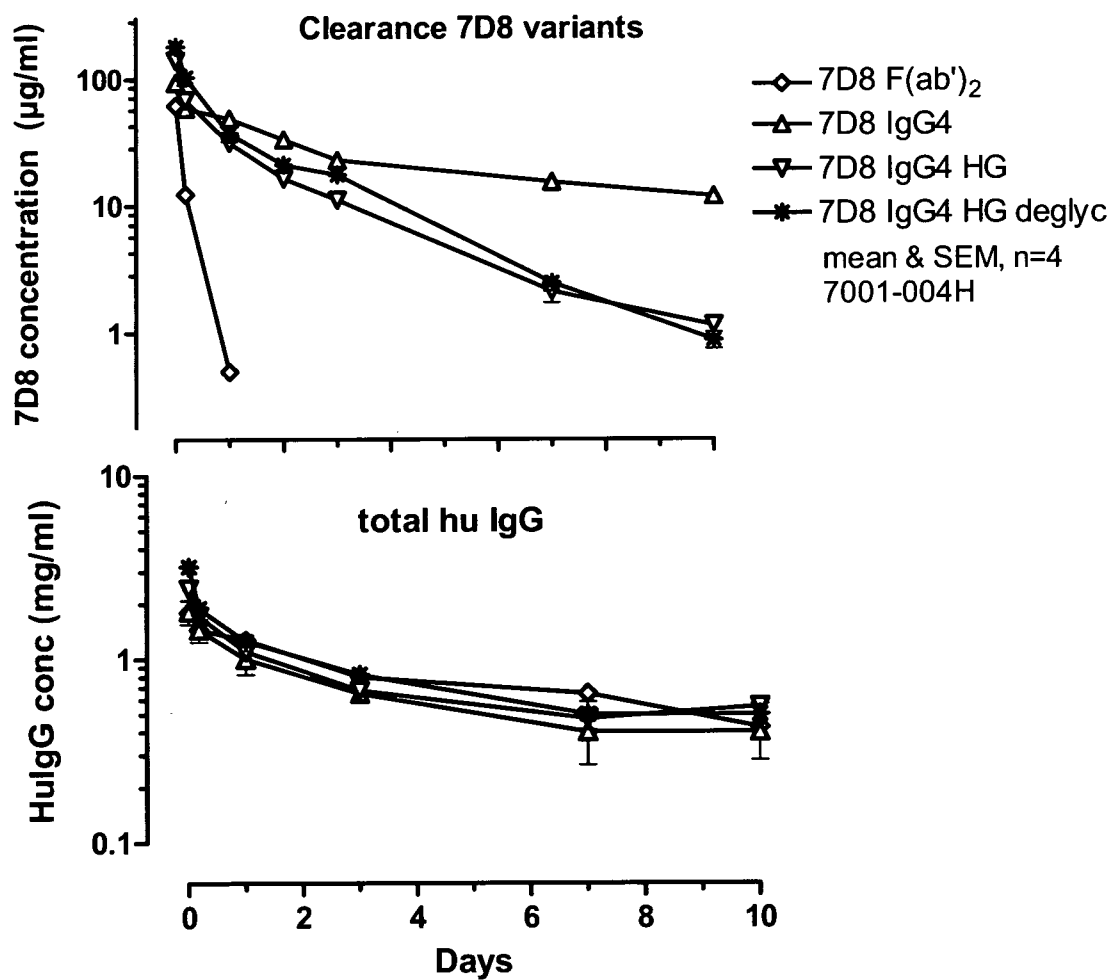 Clearance 7D8 variants
7D8 concentration (µg/ml)
100
10
1
7D8 F(ab')2
7D8 IgG4
7D8 IgG4 HG
7D8 IgG4 HG deglyc
mean & SEM, n=4
7001-004H
total hu IgG
HuIgG conc (mg/ml)
10
1
0.1
0 2 4 6 8 10
Days